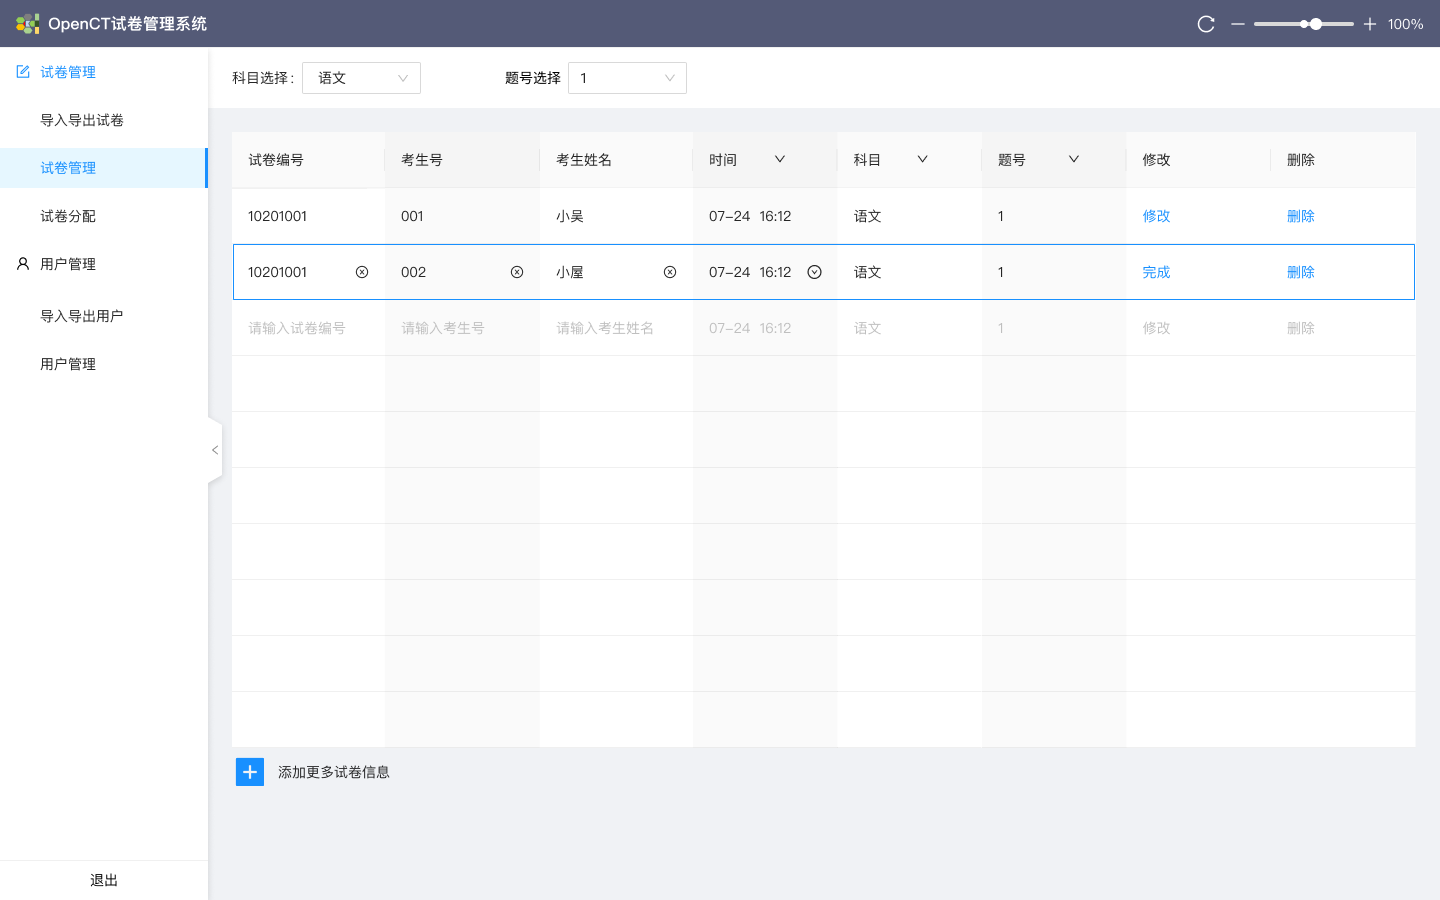 OpenCT试卷管理系统
100%
试卷管理
导入导出试卷
试卷管理
试卷分配
用户管理
导入导出用户
用户管理
退出
科目选择: 语文 题号选择 1
试卷编号 考生号 考生姓名 时间 科目 题号 修改 删除
10201001 001 小吴 07-24 16:12 语文 1 修改 删除
10201001 002 小屋 07-24 16:12 语文 1 完成 删除
请输入试卷编号 请输入考生号 请输入考生姓名 07-24 16:12 语文 1 修改 删除
添加更多试卷信息